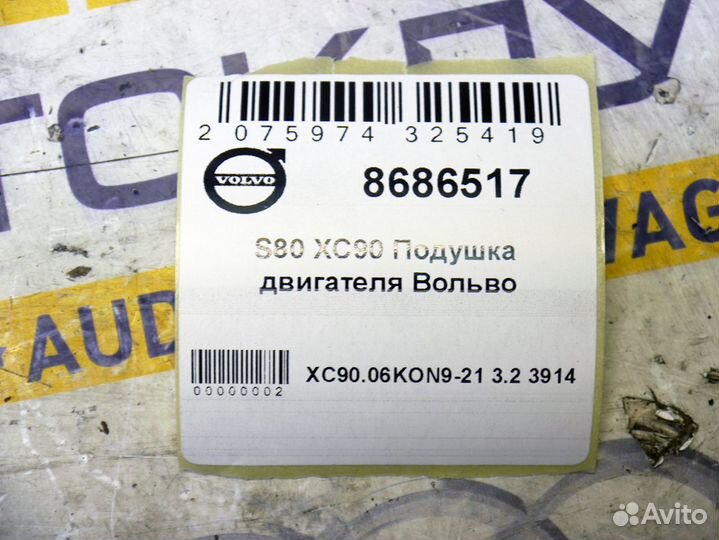 2 075974 325419
VOLVO
8686517
S80 XC90 Подушка
двигателя Вольво
AUD
WAG
XC90.06KON9-21 3.2 3914
00000002
Avito